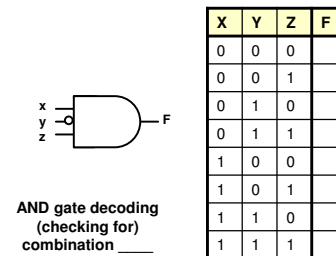 X Y Z F
0 0 0
0 0 1
0 1 0
0 1 1
1 0 0
1 0 1
1 1 0
1 1 1
x
y
z
F
AND gate decoding
(checking for)
combination ____